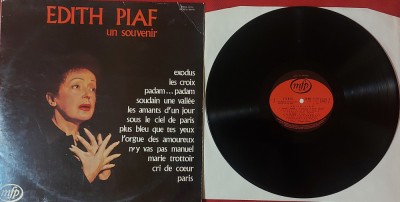 EDITH PIAF
un souvenir
exodus
les croix
padam...padam
soudain une vallée
les amants d'un jour
sous le ciel de paris
plus bleu que tes yeux
l'orgue des amoureux
n'y vas pas manuel
marie trottoir
cri de cœur
paris
mfp
mfp